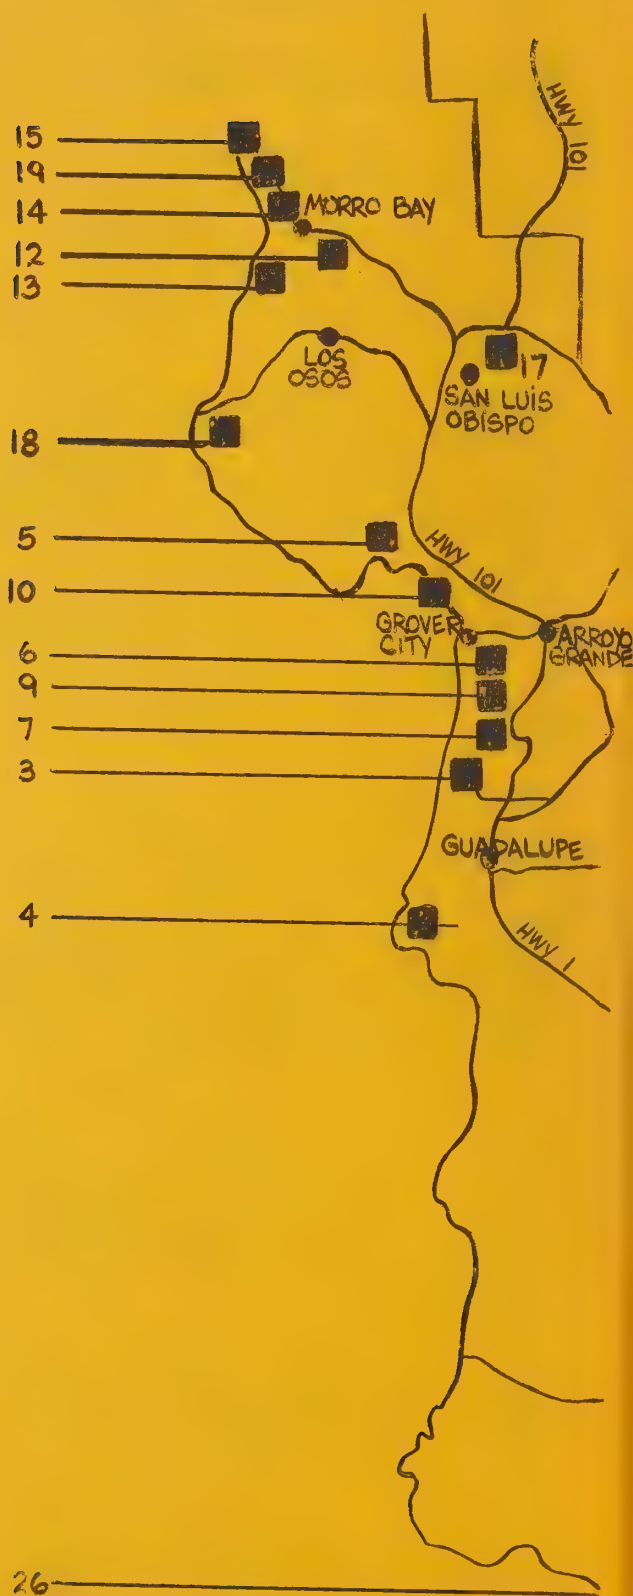 HWY 101
15
19
14
MORRO BAY
12
13
LOS
OSOS
17
SAN LUIS
OBISPO
18
5
HWY 101
10
GROVER
CITY
ARROYO
GRANDE
6
9
7
3
GUADALUPE
4
HWY 1
26